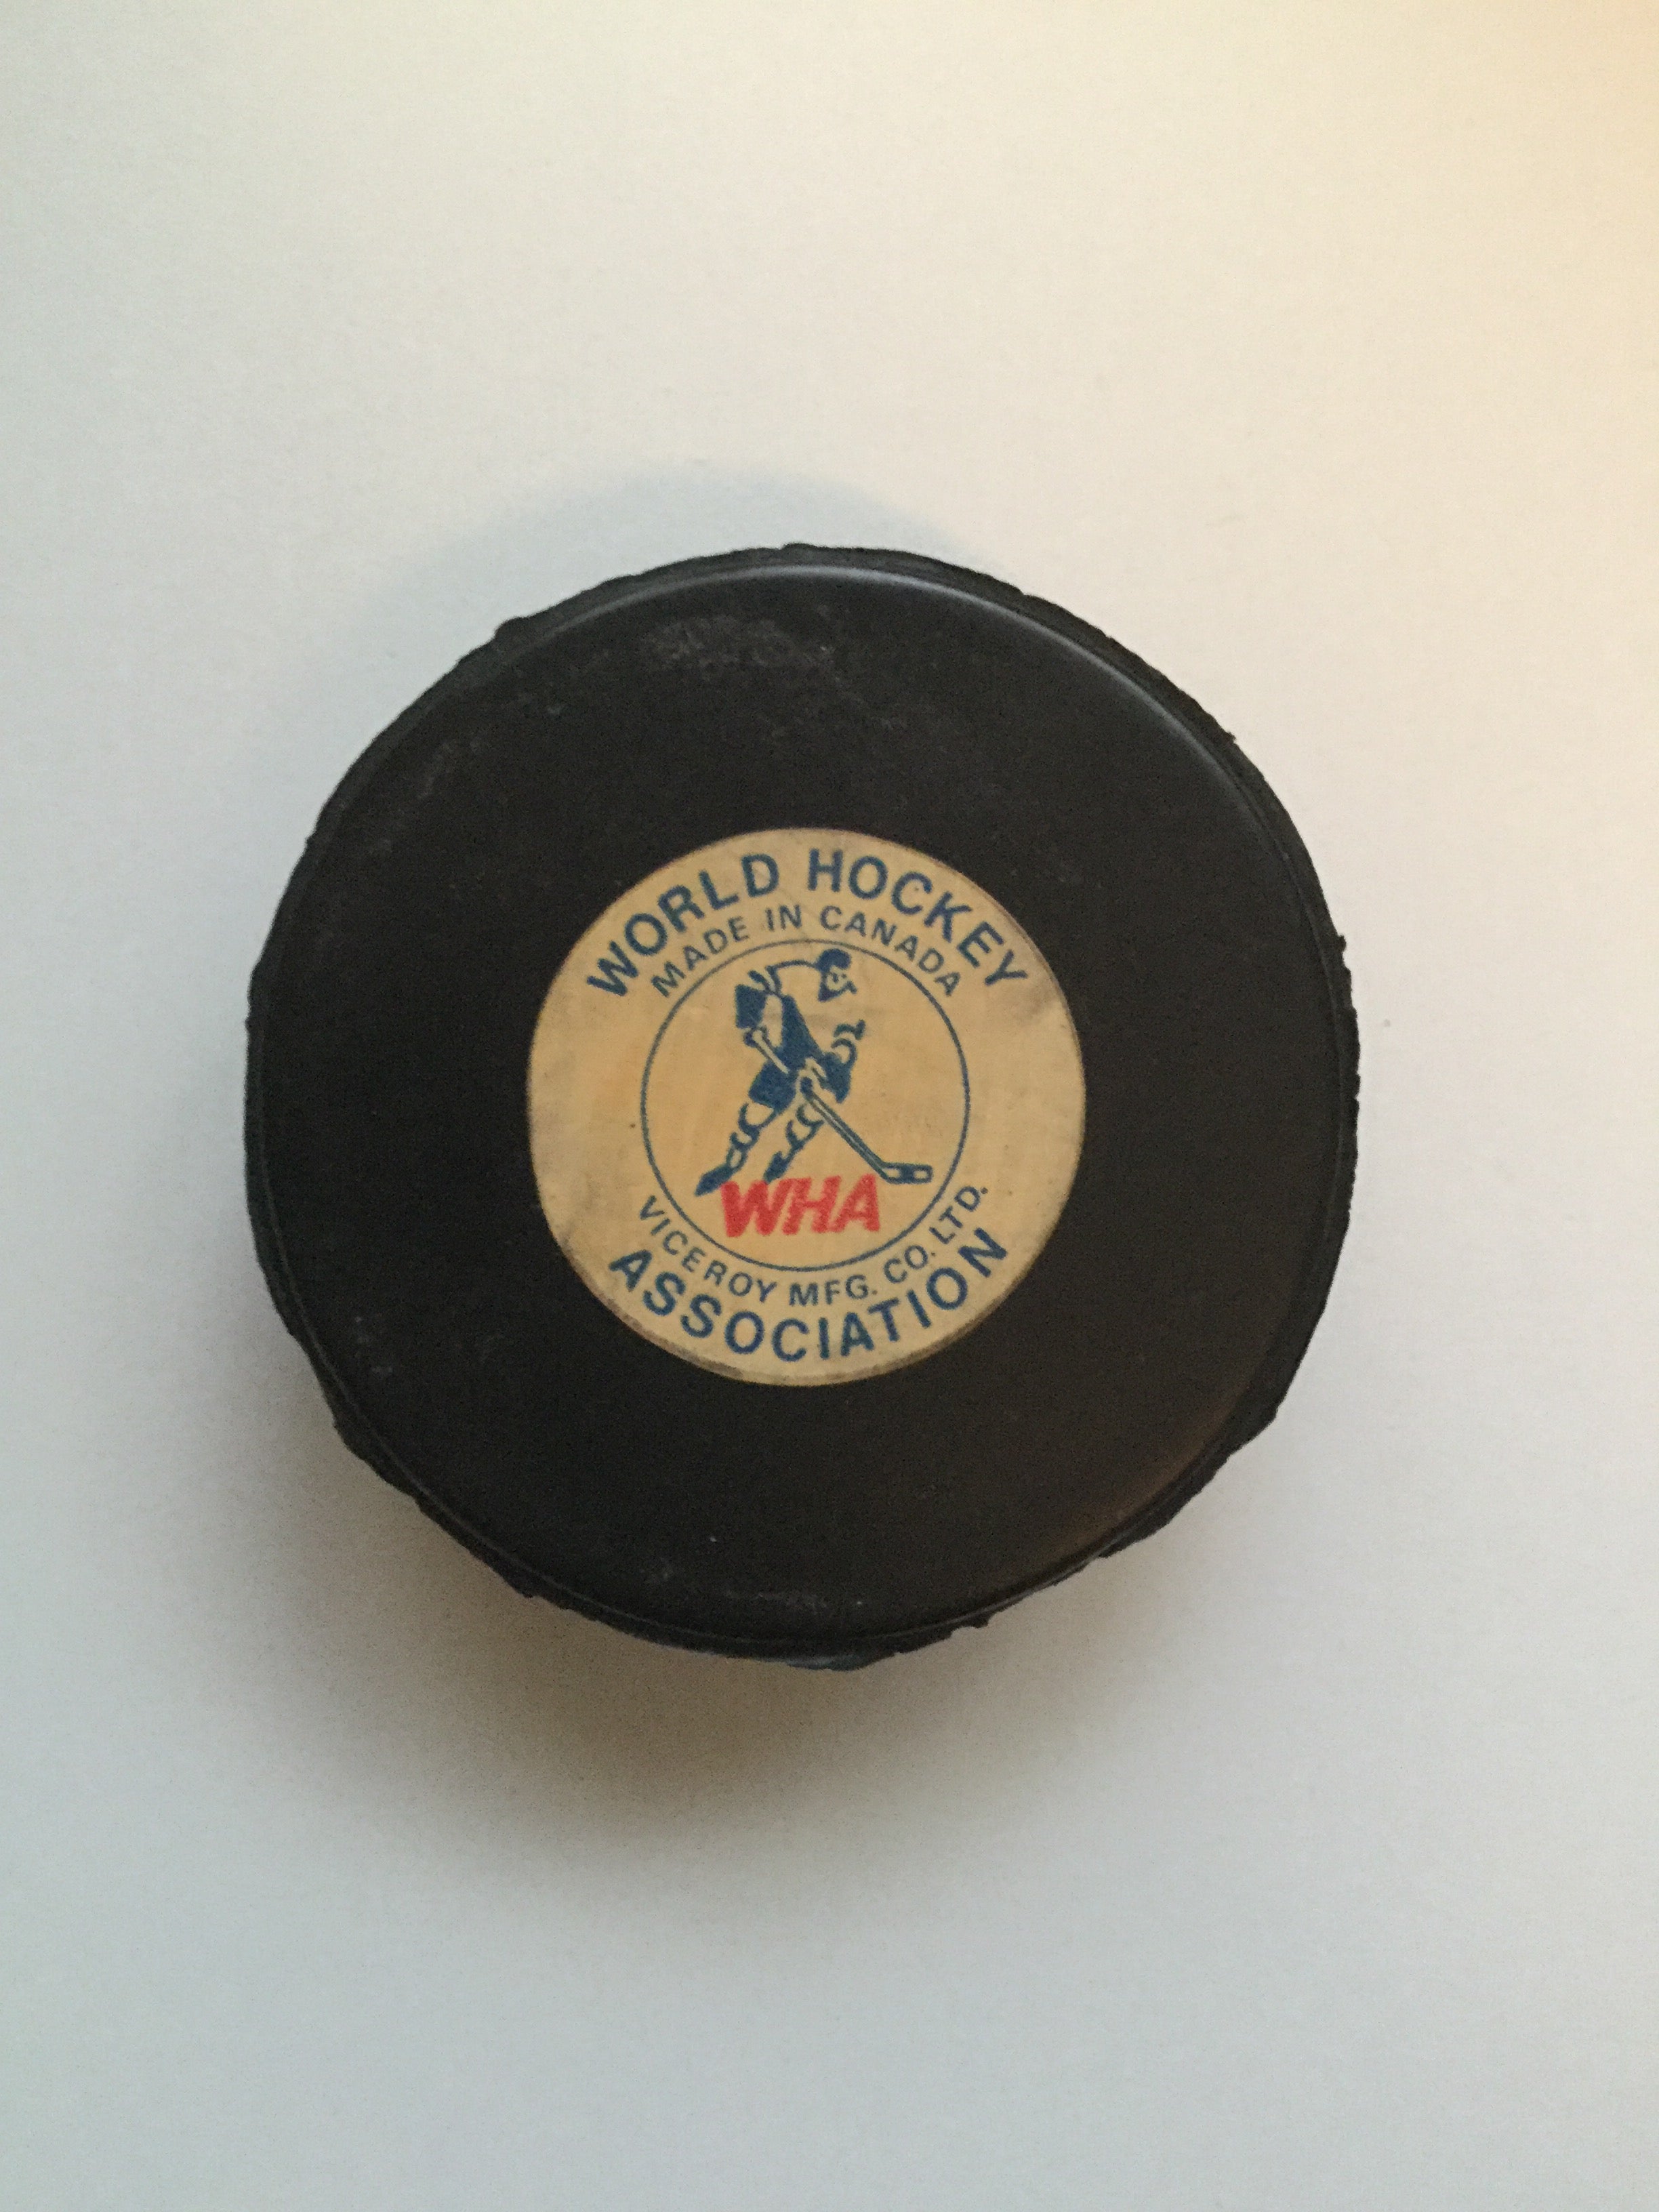 WORLD HOCKEY
MADE IN CANADA
WHA
VICEROY MFG. CO. LTD.
ASSOCIATION